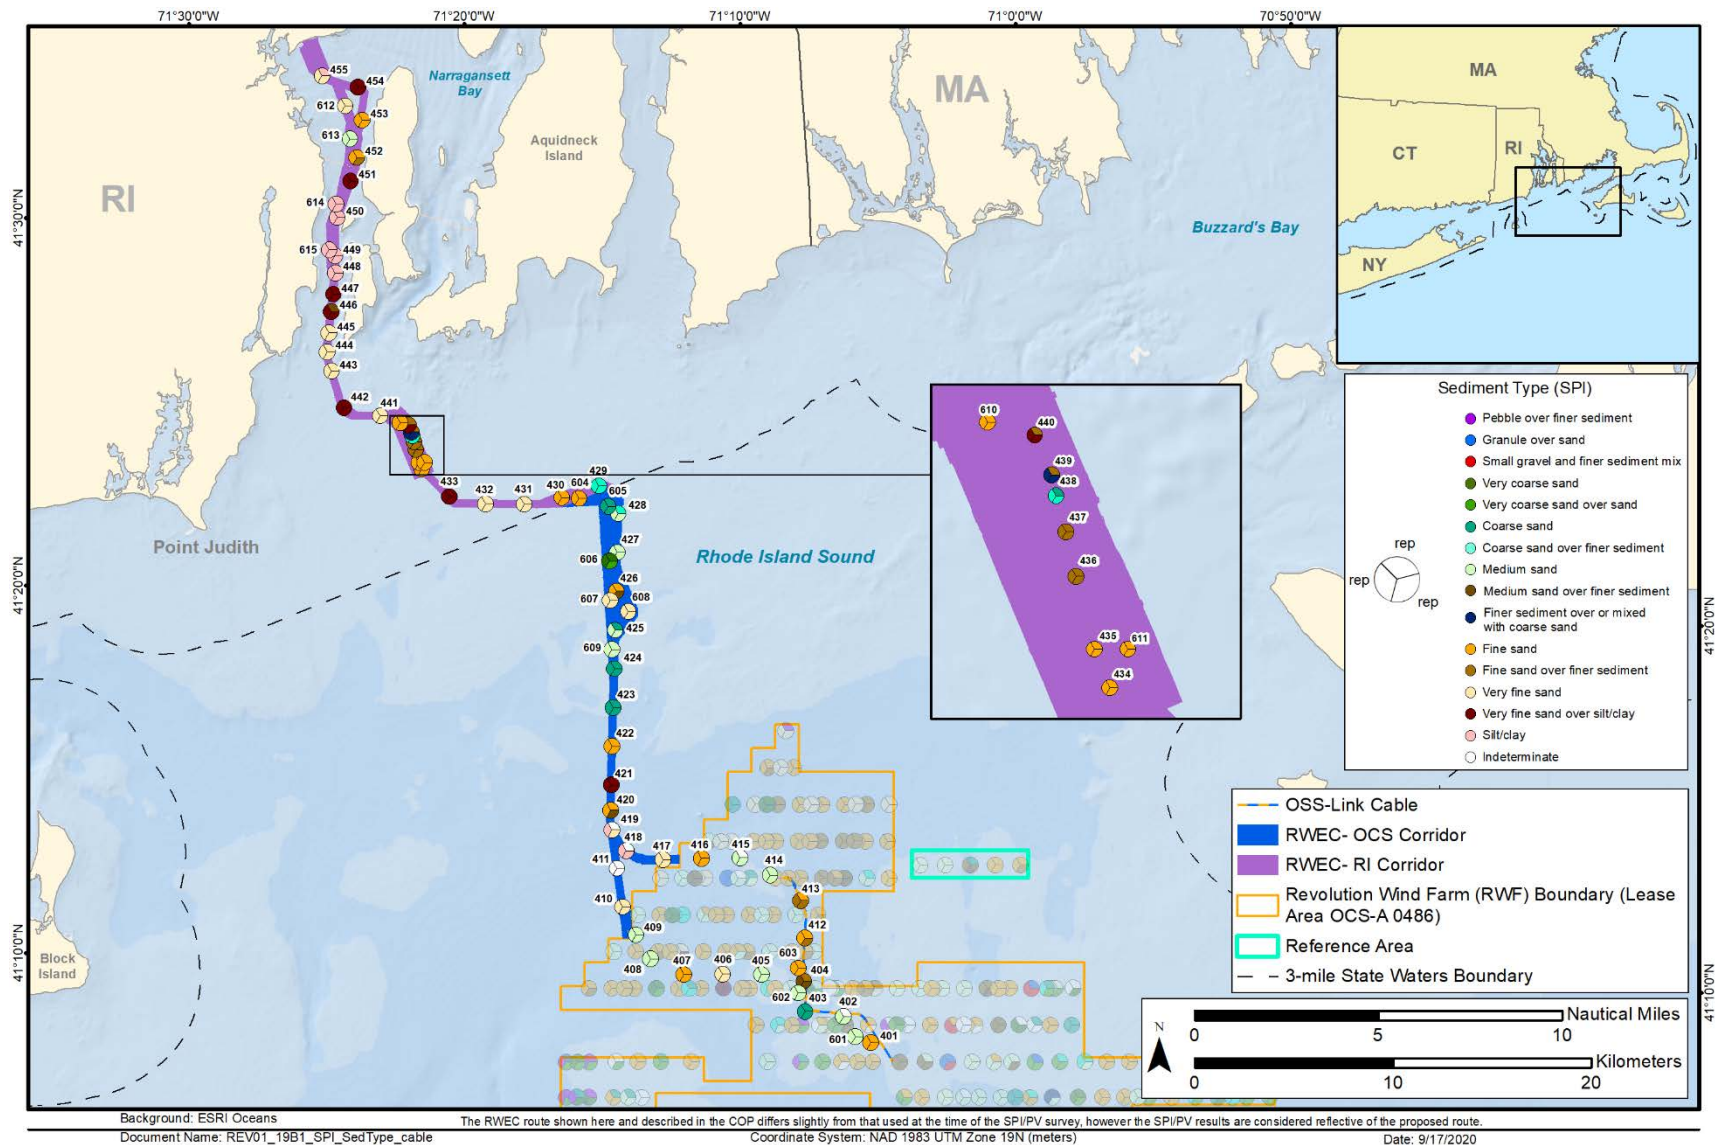 71°30'0"W
71°20'0"W
71°10'0"W
71°0'0"W
70°50'0"W
41°30'0"N
41°20'0"N
41°10'0"N
41°20'0"N
41°10'0"N
RI
MA
Narragansett
Bay
Aquidneck
Island
Buzzard's Bay
Point Judith
Rhode Island Sound
Block
Island
MA
CT
RI
NY
455
454
612
453
613
452
451
614
450
615
449
448
447
446
445
444
443
442
441
433
432
431
430
604
429
605
428
427
606
426
607
608
425
609
424
423
422
421
420
419
418
417
416
415
414
411
413
410
412
409
408
407
406
405
603
404
602
403
402
601
401
610
440
439
438
437
436
435
611
434
Sediment Type (SPI)
Pebble over finer sediment
Granule over sand
Small gravel and finer sediment mix
Very coarse sand
Very coarse sand over sand
Coarse sand
Coarse sand over finer sediment
Medium sand
Medium sand over finer sediment
Finer sediment over or mixed
with coarse sand
Fine sand
Fine sand over finer sediment
Very fine sand
Very fine sand over silt/clay
Silt/clay
Indeterminate
rep
rep
rep
OSS-Link Cable
RWEC- OCS Corridor
RWEC- RI Corridor
Revolution Wind Farm (RWF) Boundary (Lease
Area OCS-A 0486)
Reference Area
3-mile State Waters Boundary
N
Nautical Miles
0 5 10
Kilometers
0 10 20
Background: ESRI Oceans
The RWEC route shown here and described in the COP differs slightly from that used at the time of the SPI/PV survey, however the SPI/PV results are considered reflective of the proposed route.
Document Name: REV01_19B1_SPI_SedType_cable
Coordinate System: NAD 1983 UTM Zone 19N (meters)
Date: 9/17/2020